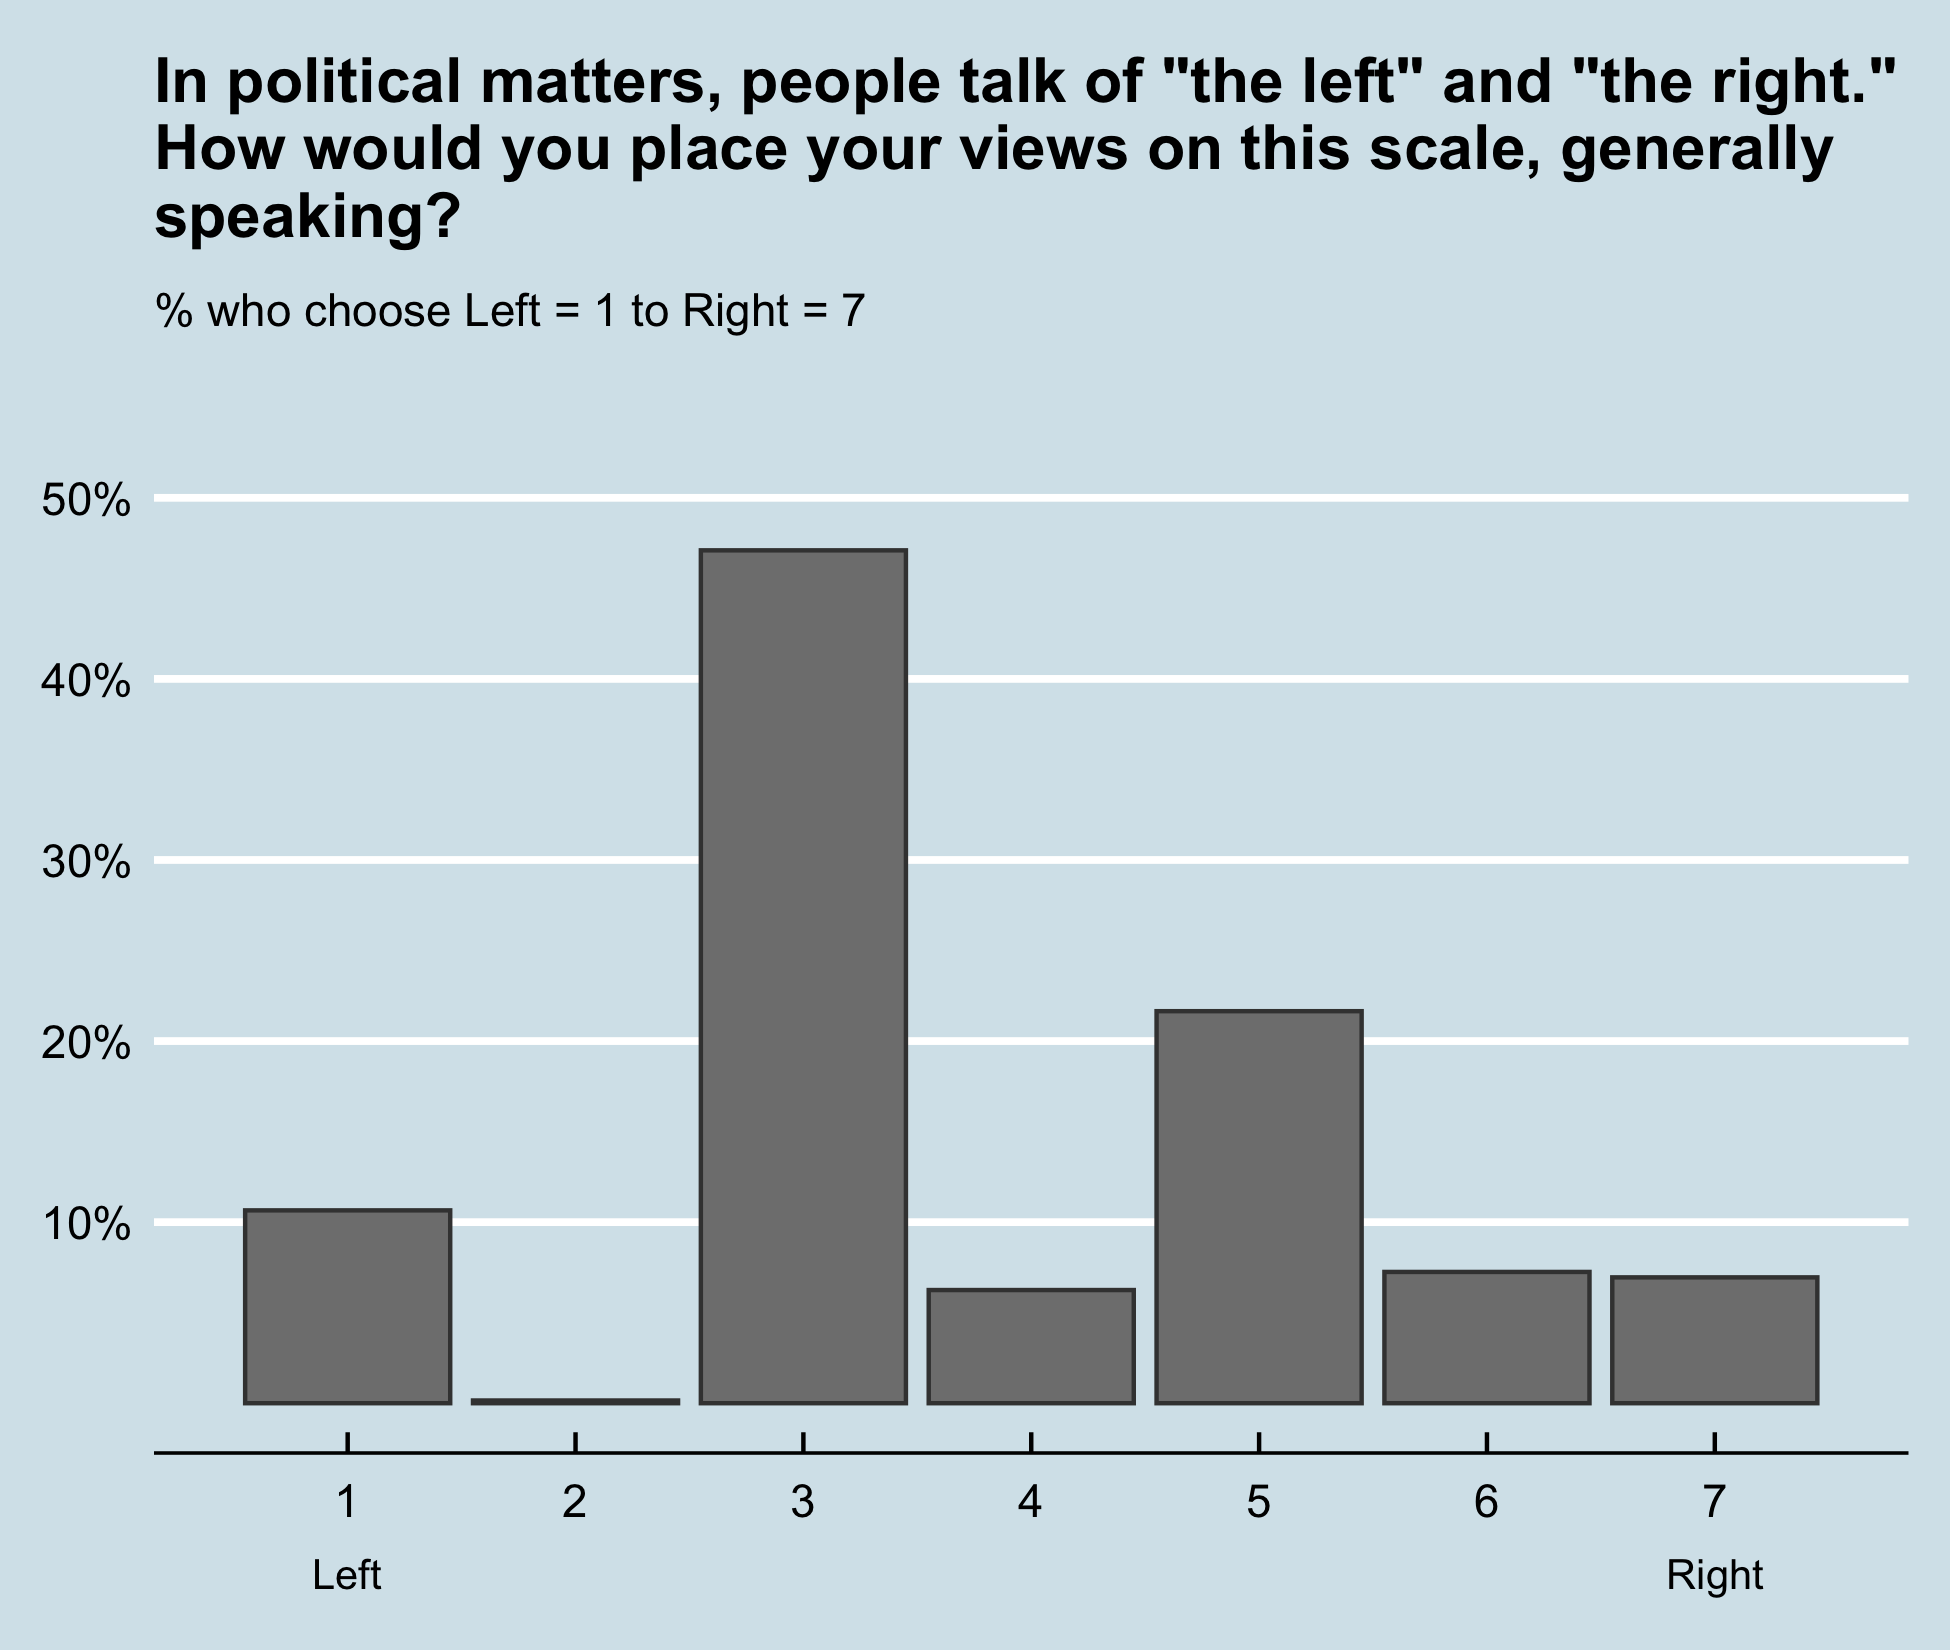 In political matters, people talk of "the left" and "the right."
How would you place your views on this scale, generally
speaking?
% who choose Left = 1 to Right = 7
50%
40%
30%
20%
10%
1 2 3 4 5 6 7
Left Right